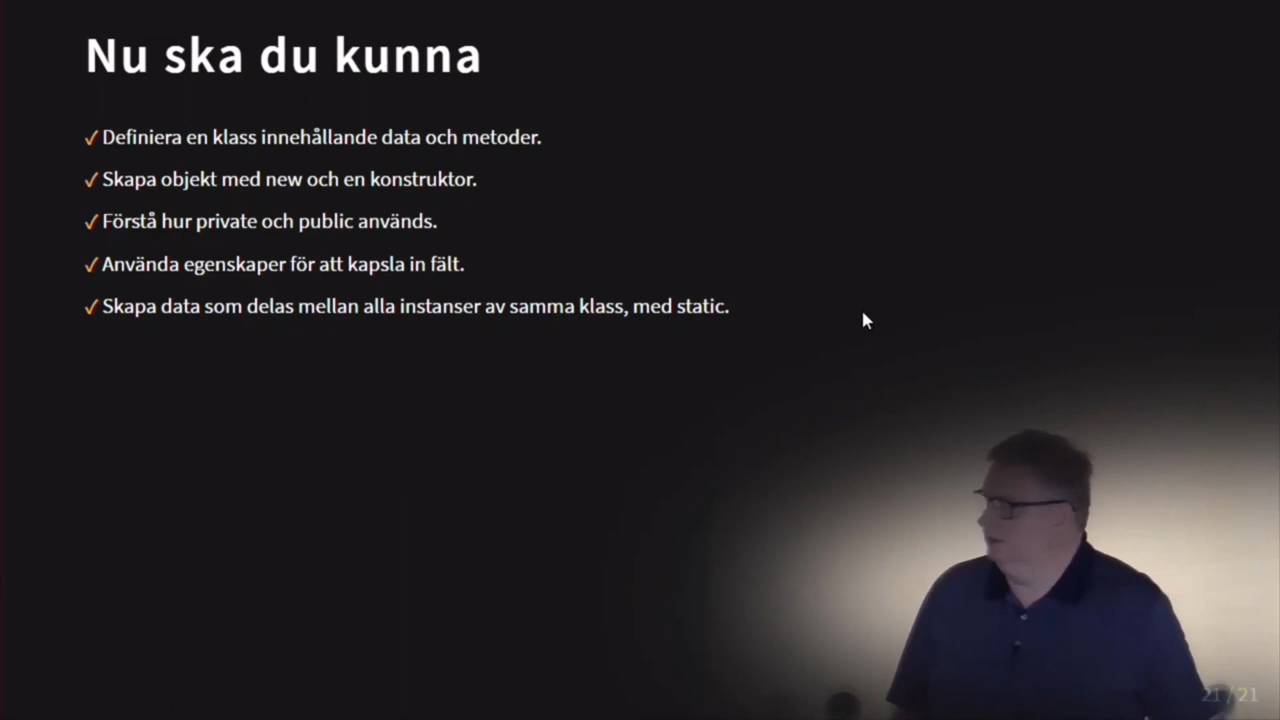 Nu ska du kunna
✓ Definiera en klass innehållande data och metoder.
✓ Skapa objekt med new och en konstruktor.
✓ Förstå hur private och public används.
✓ Använda egenskaper för att kapsla in fält.
✓ Skapa data som delas mellan alla instanser av samma klass, med static.
21 / 21